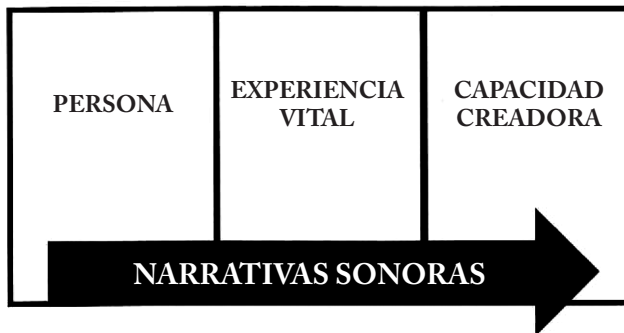 PERSONA
EXPERIENCIA
VITAL
CAPACIDAD
CREADORA
NARRATIVAS SONORAS